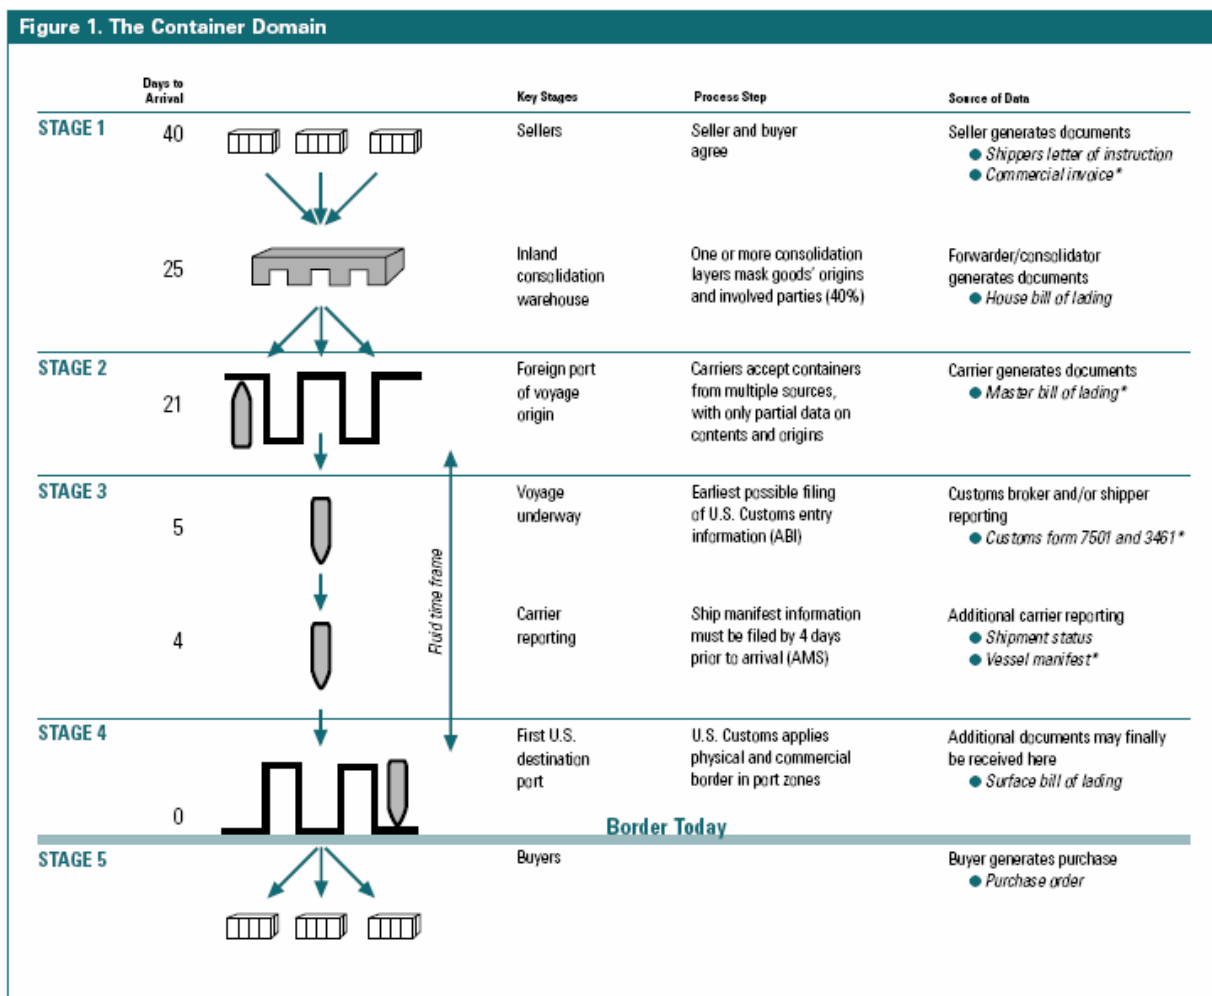 Figure 1. The Container Domain
Days to
Arrival
Key Stages
Process Step
Source of Data
STAGE 1
40
Sellers
Seller and buyer
agree
Seller generates documents
● Shippers letter of instruction
● Commercial invoice*
25
Inland
consolidation
warehouse
One or more consolidation
layers mask goods' origins
and involved parties (40%)
Forwarder/consolidator
generates documents
● House bill of lading
STAGE 2
21
Foreign port
of voyage
origin
Carriers accept containers
from multiple sources,
with only partial data on
contents and origins
Carrier generates documents
● Master bill of lading*
STAGE 3
5
Voyage
underway
Earliest possible filing
of U.S. Customs entry
information (ABI)
Customs broker and/or shipper
reporting
● Customs form 7501 and 3461*
Fluid time frame
4
Carrier
reporting
Ship manifest information
must be filed by 4 days
prior to arrival (AMS)
Additional carrier reporting
● Shipment status
● Vessel manifest*
STAGE 4
0
First U.S.
destination
port
U.S. Customs applies
physical and commercial
border in port zones
Additional documents may finally
be received here
● Surface bill of lading
Border Today
STAGE 5
Buyers
Buyer generates purchase
● Purchase order